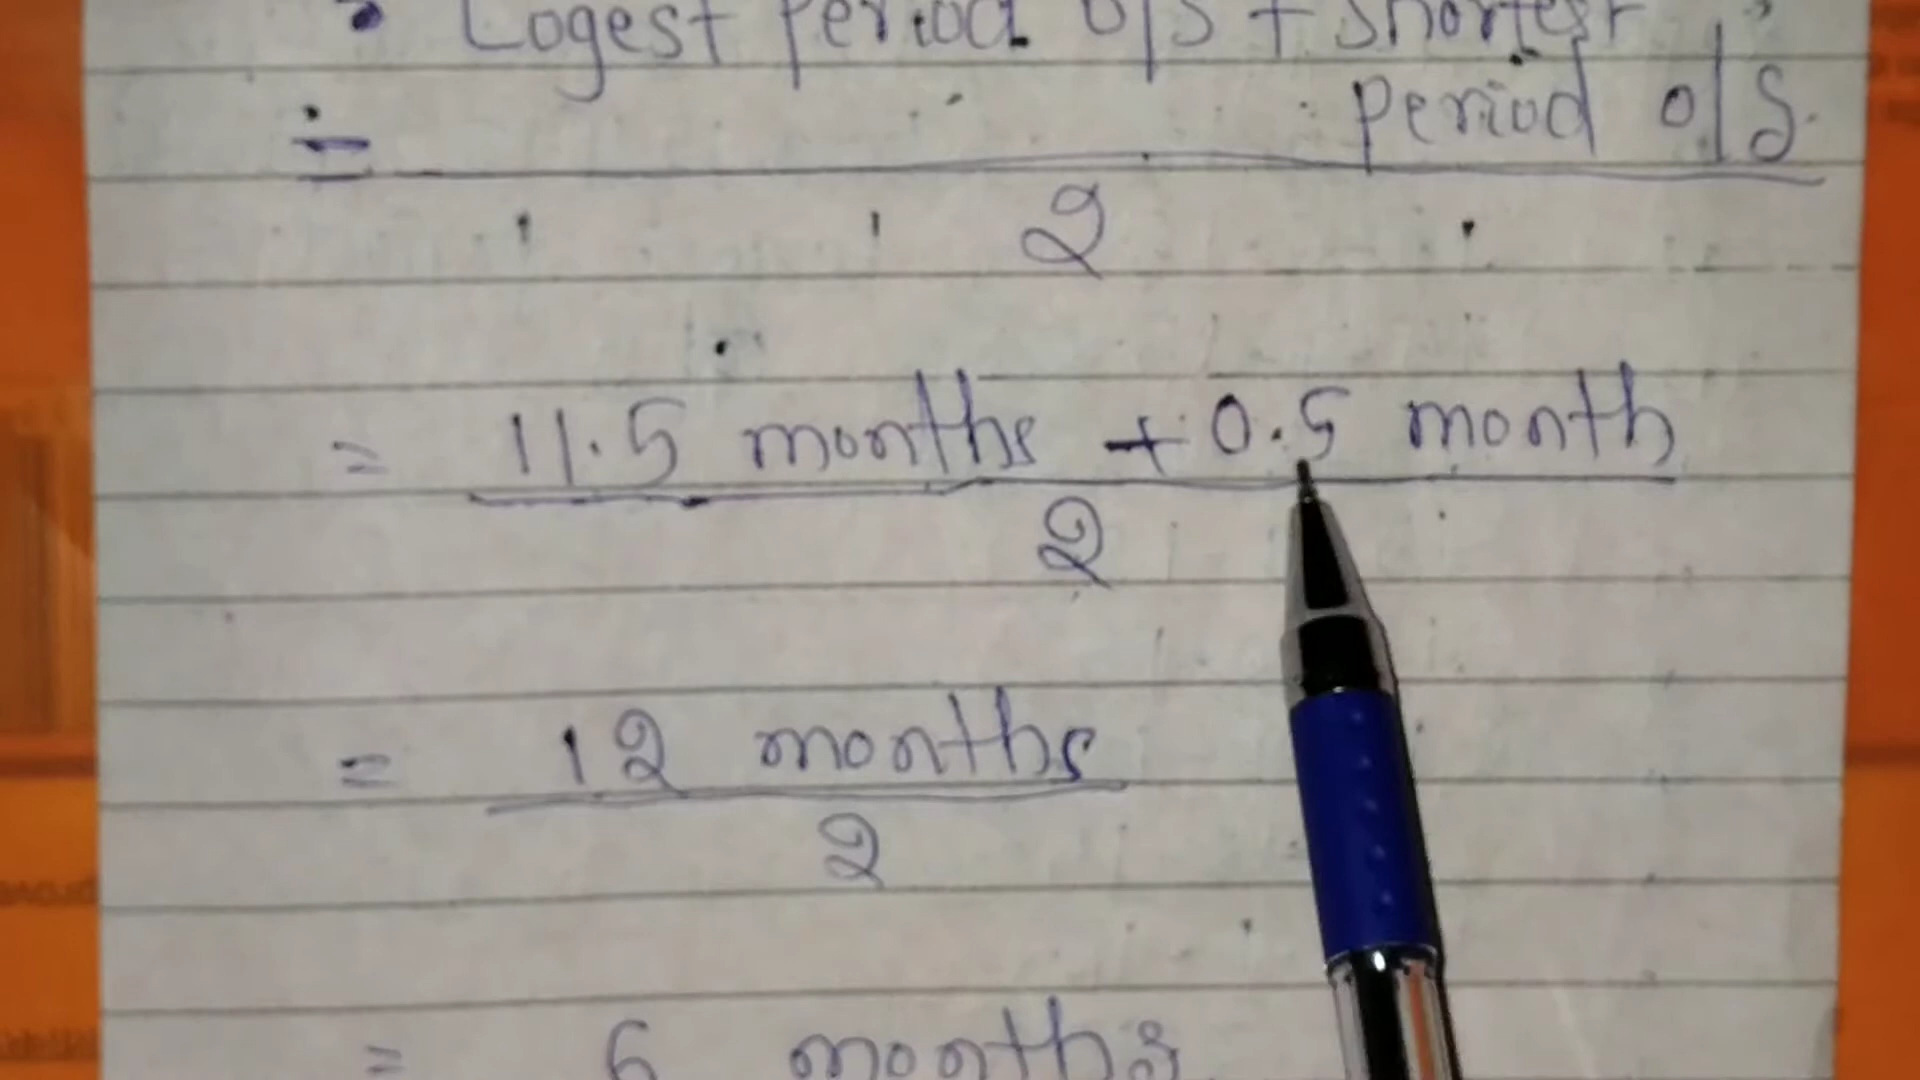 Logest period o/s + shortest
period o/s.
=
2
= 11.5 months + 0.5 month
2
= 12 months
2
= 6 months